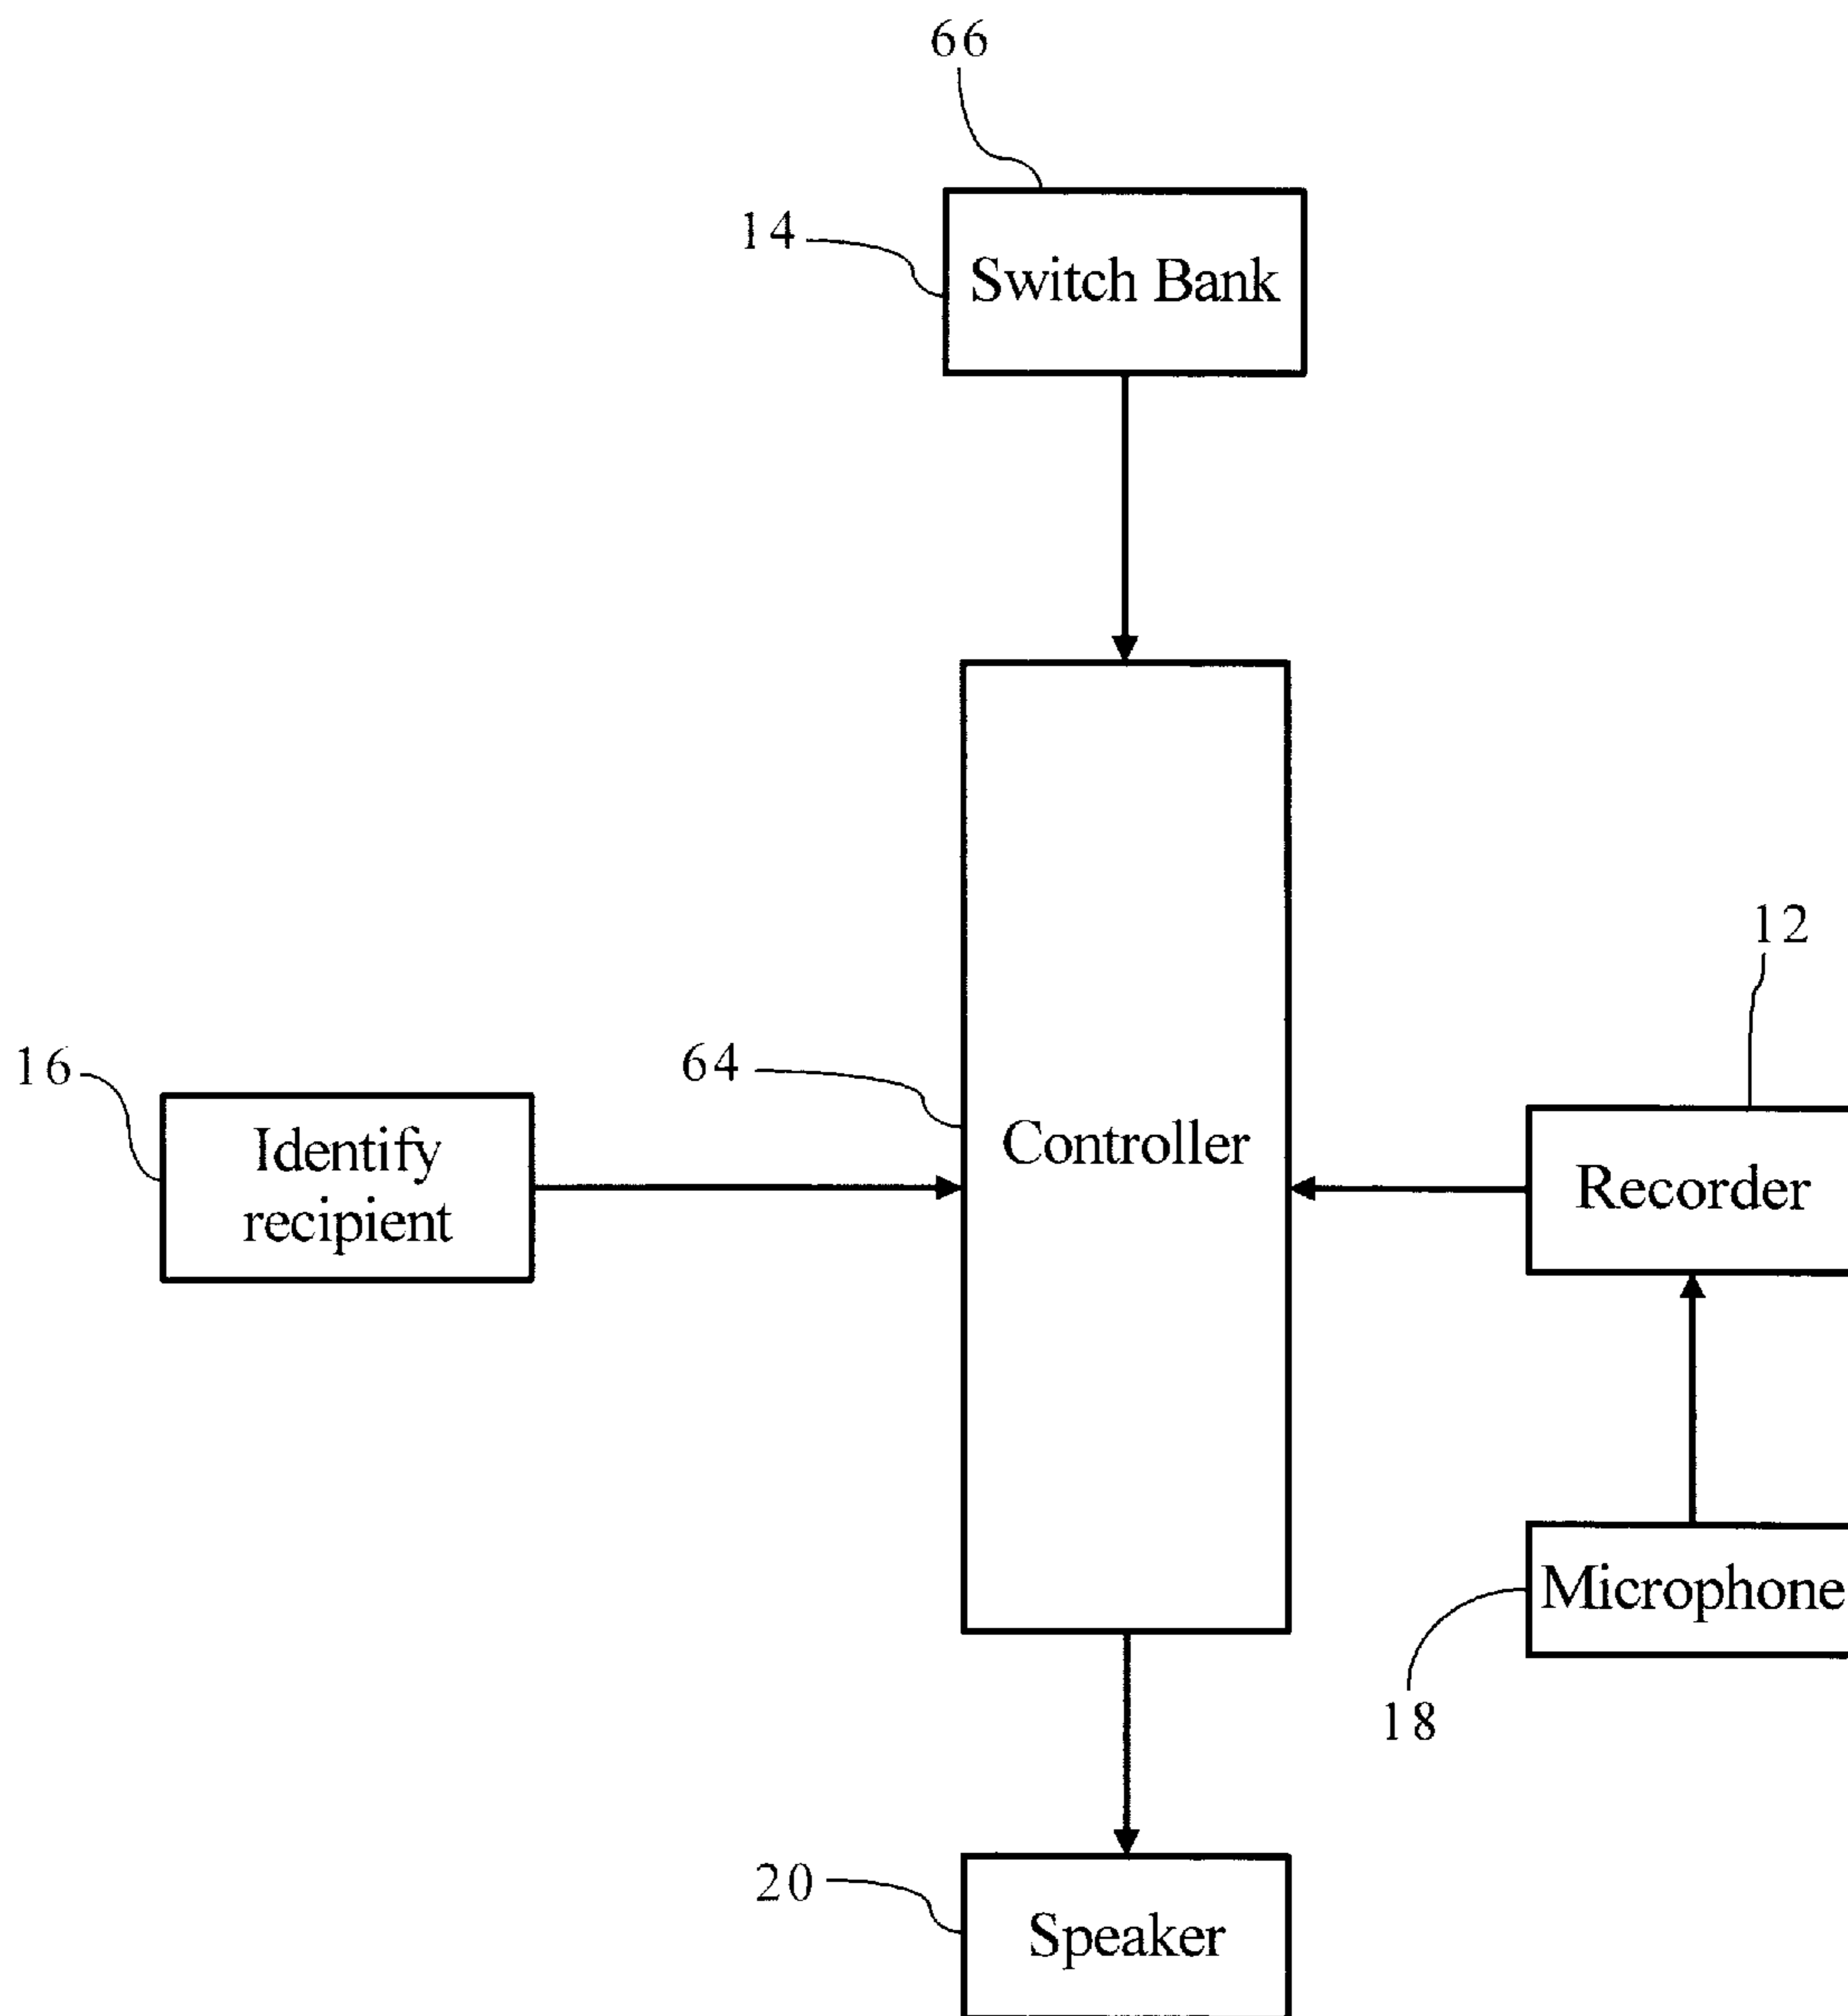 66
14
Switch Bank
12
16
64
Identify
recipient
Controller
Recorder
Microphone
18
20
Speaker